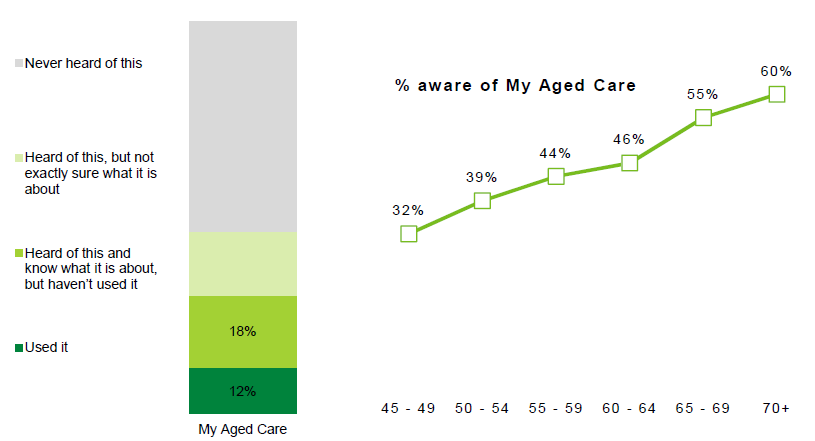 Never heard of this
Heard of this, but not
exactly sure what it is
about
Heard of this and
know what it is about,
but haven’t used it
Used it
18%
12%
My Aged Care
% aware of My Aged Care
32%
39%
44%
46%
55%
60%
45 - 49
50 - 54
55 - 59
60 - 64
65 - 69
70+